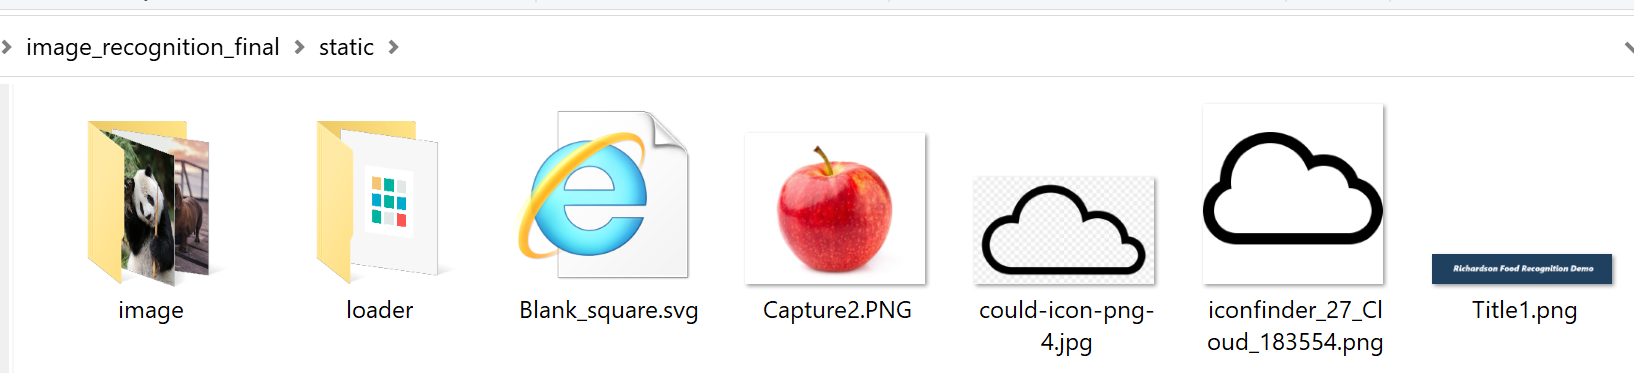 image_recognition_final > static >
image
loader
Blank_square.svg
Capture2.PNG
could-icon-png-
4.jpg
iconfinder_27_Cl
oud_183554.png
Richardson Food Recognition Demo
Title1.png